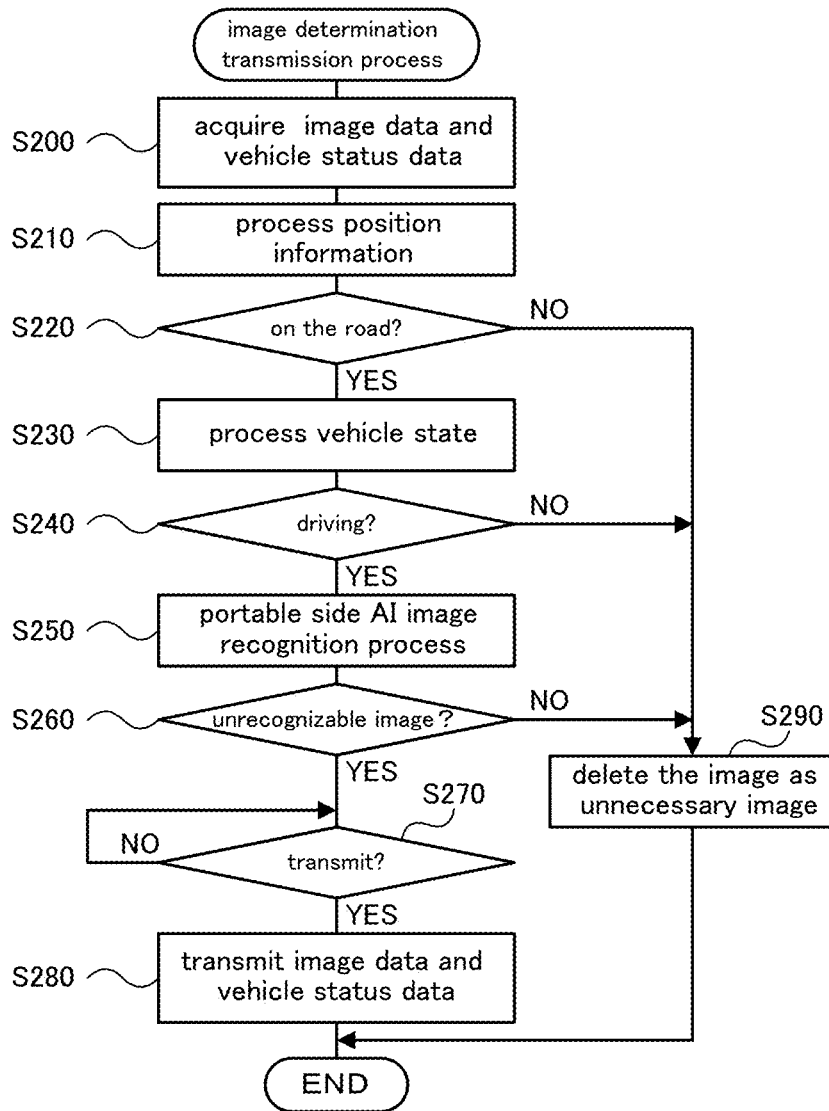 image determination
transmission process
S200
acquire image data and
vehicle status data
S210
process position
information
S220
on the road?
NO
YES
S230
process vehicle state
S240
driving?
NO
YES
S250
portable side AI image
recognition process
S260
unrecognizable image?
NO
YES
S290
delete the image as
unnecessary image
S270
NO
transmit?
YES
S280
transmit image data and
vehicle status data
END